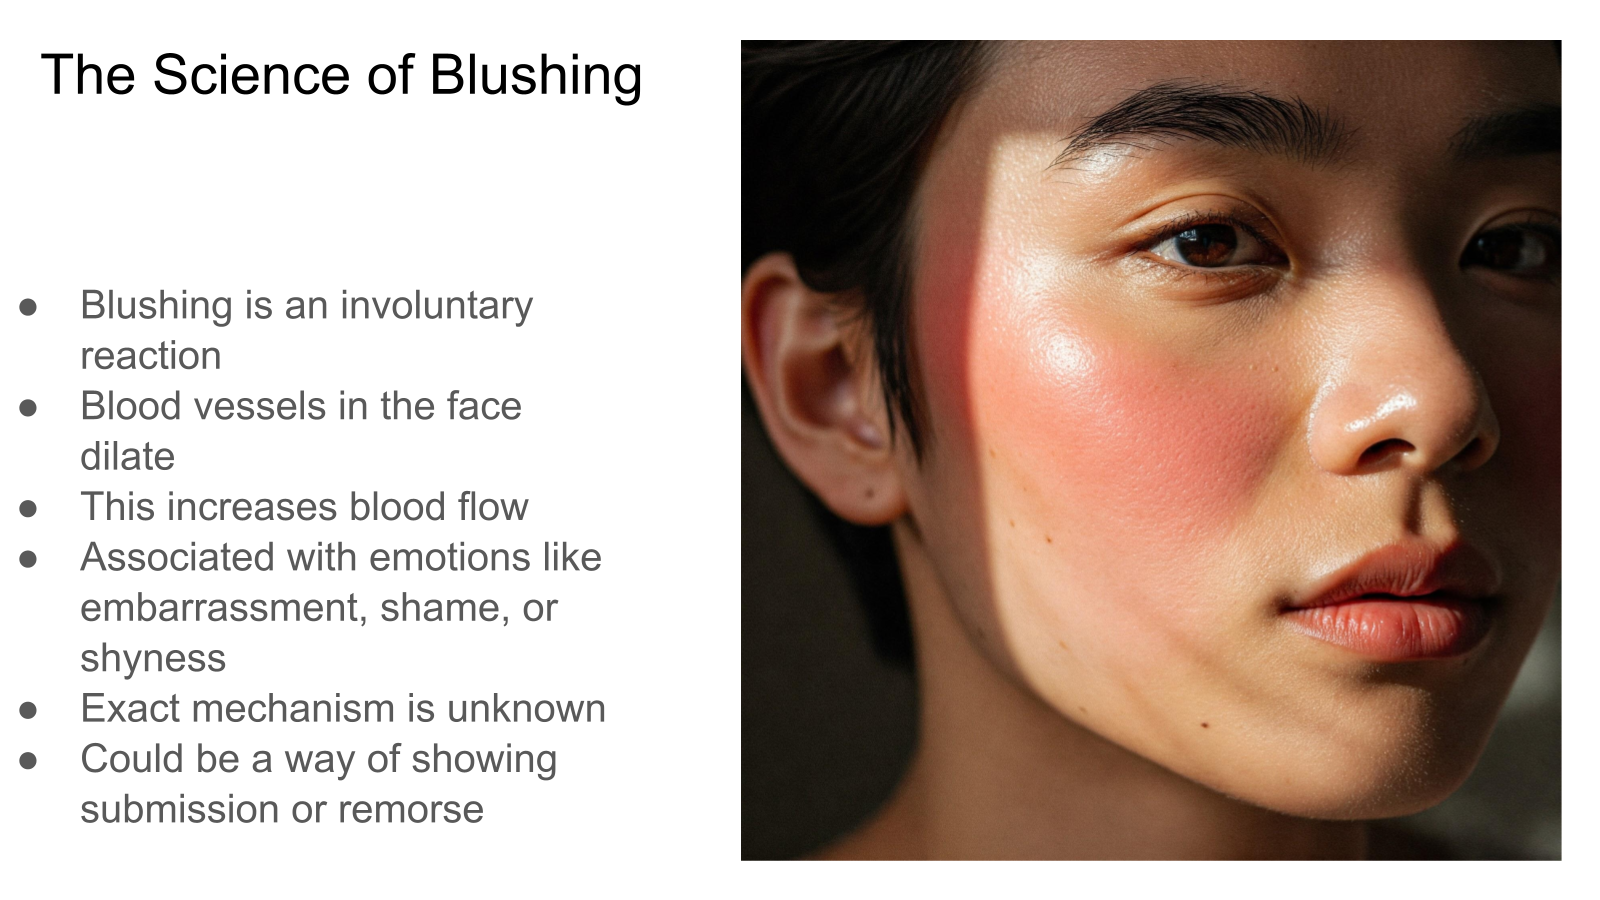 The Science of Blushing
● Blushing is an involuntary
reaction
● Blood vessels in the face
dilate
● This increases blood flow
● Associated with emotions like
embarrassment, shame, or
shyness
● Exact mechanism is unknown
● Could be a way of showing
submission or remorse